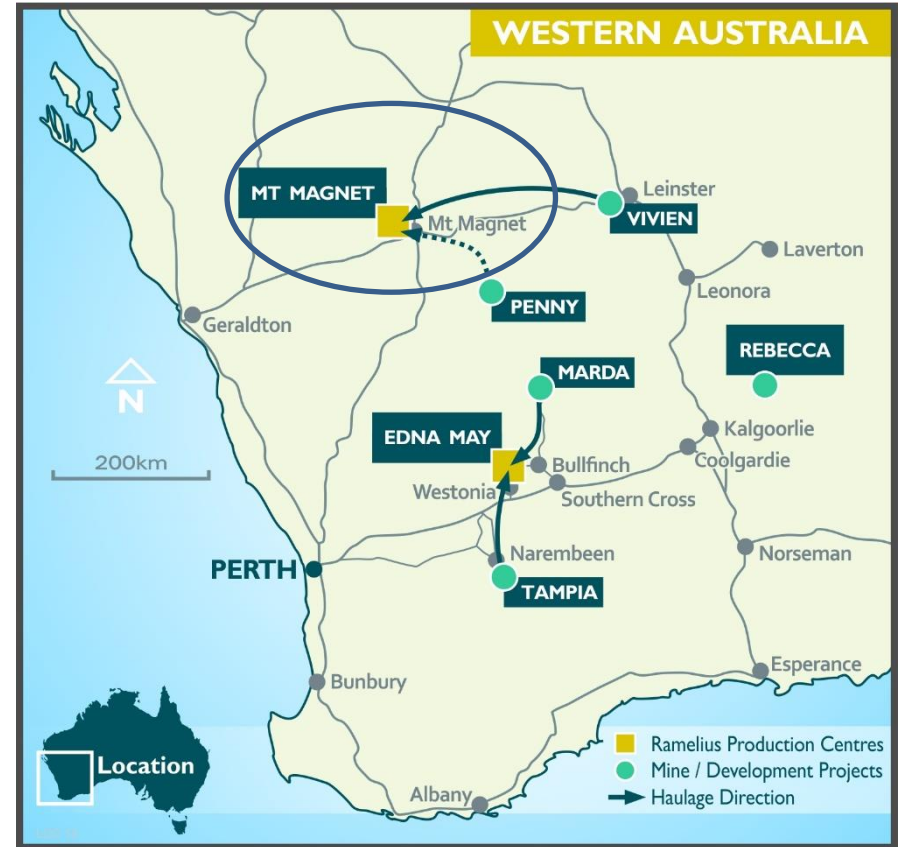 WESTERN AUSTRALIA
MT MAGNET
Leinster
VIVIEN
Mt Magnet
Laverton
Leonora
PENNY
Geraldton
REBECCA
MARDA
N
EDNA MAY
Kalgoorlie
Coolgardie
200km
Bullfinch
Westonia
Southern Cross
Narembeen
Norseman
PERTH
TAMPIA
Esperance
Bunbury
Location
Ramelius Production Centres
Mine / Development Projects
Haulage Direction
Albany